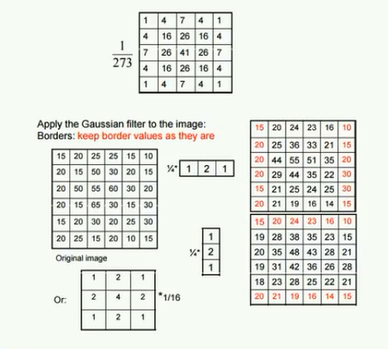 1 4 7 4 1
4 16 26 16 4
1/273 7 26 41 26 7
4 16 26 16 4
1 4 7 4 1
Apply the Gaussian filter to the image:
Borders: keep border values as they are
15 20 25 25 15 10
20 15 50 30 20 15
20 50 55 60 30 20
20 15 65 30 15 30
15 20 30 20 25 30
20 25 15 20 10 15
Original image
¼* 1 2 1
15 20 24 23 16 10
20 25 36 33 21 15
20 44 55 51 35 20
20 29 44 35 22 30
15 21 25 24 25 30
20 21 19 16 14 15
¼*
1
2
1
15 20 24 23 16 10
19 28 38 35 23 15
20 35 48 43 28 21
19 31 42 36 26 28
18 23 28 25 22 21
20 21 19 16 14 15
Or:
1 2 1
2 4 2 *1/16
1 2 1